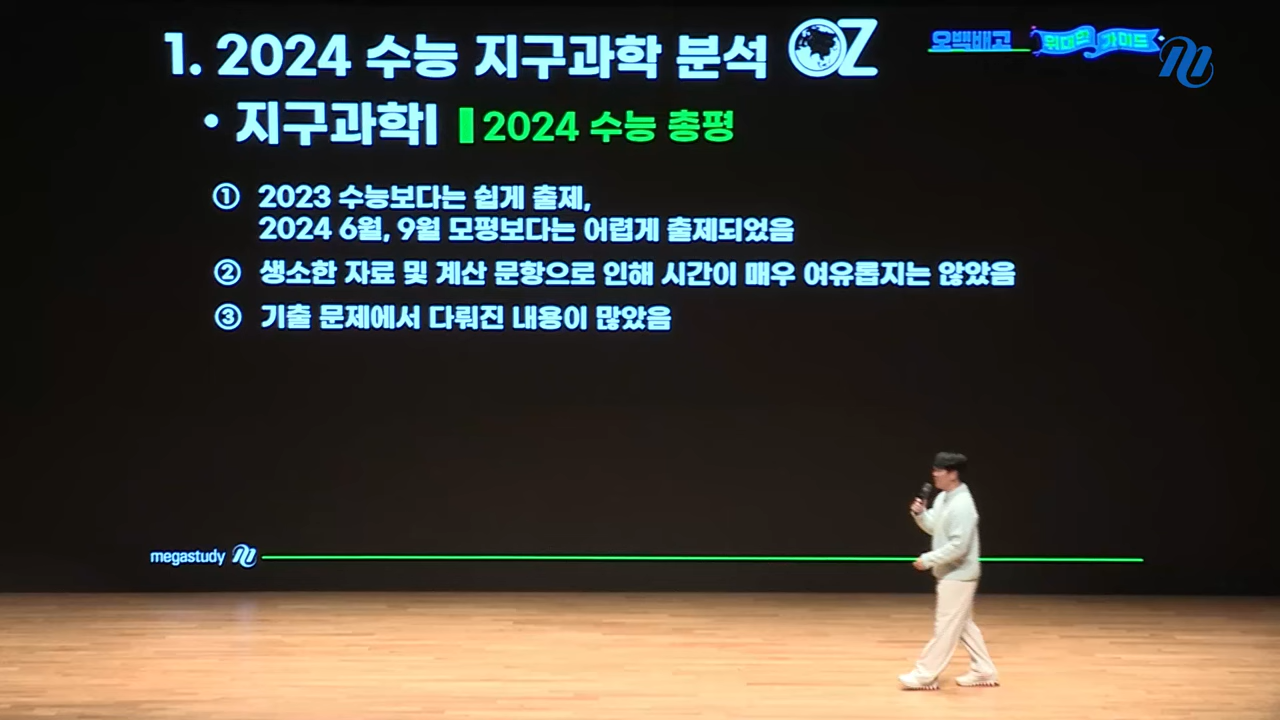 1. 2024 수능 지구과학 분석 OZ
오백배고 위대한 가이드
• 지구과학I 2024 수능 총평
① 2023 수능보다는 쉽게 출제,
2024 6월, 9월 모평보다는 어렵게 출제되었음
② 생소한 자료 및 계산 문항으로 인해 시간이 매우 여유롭지는 않았음
③ 기출 문제에서 다뤄진 내용이 많았음
megastudy